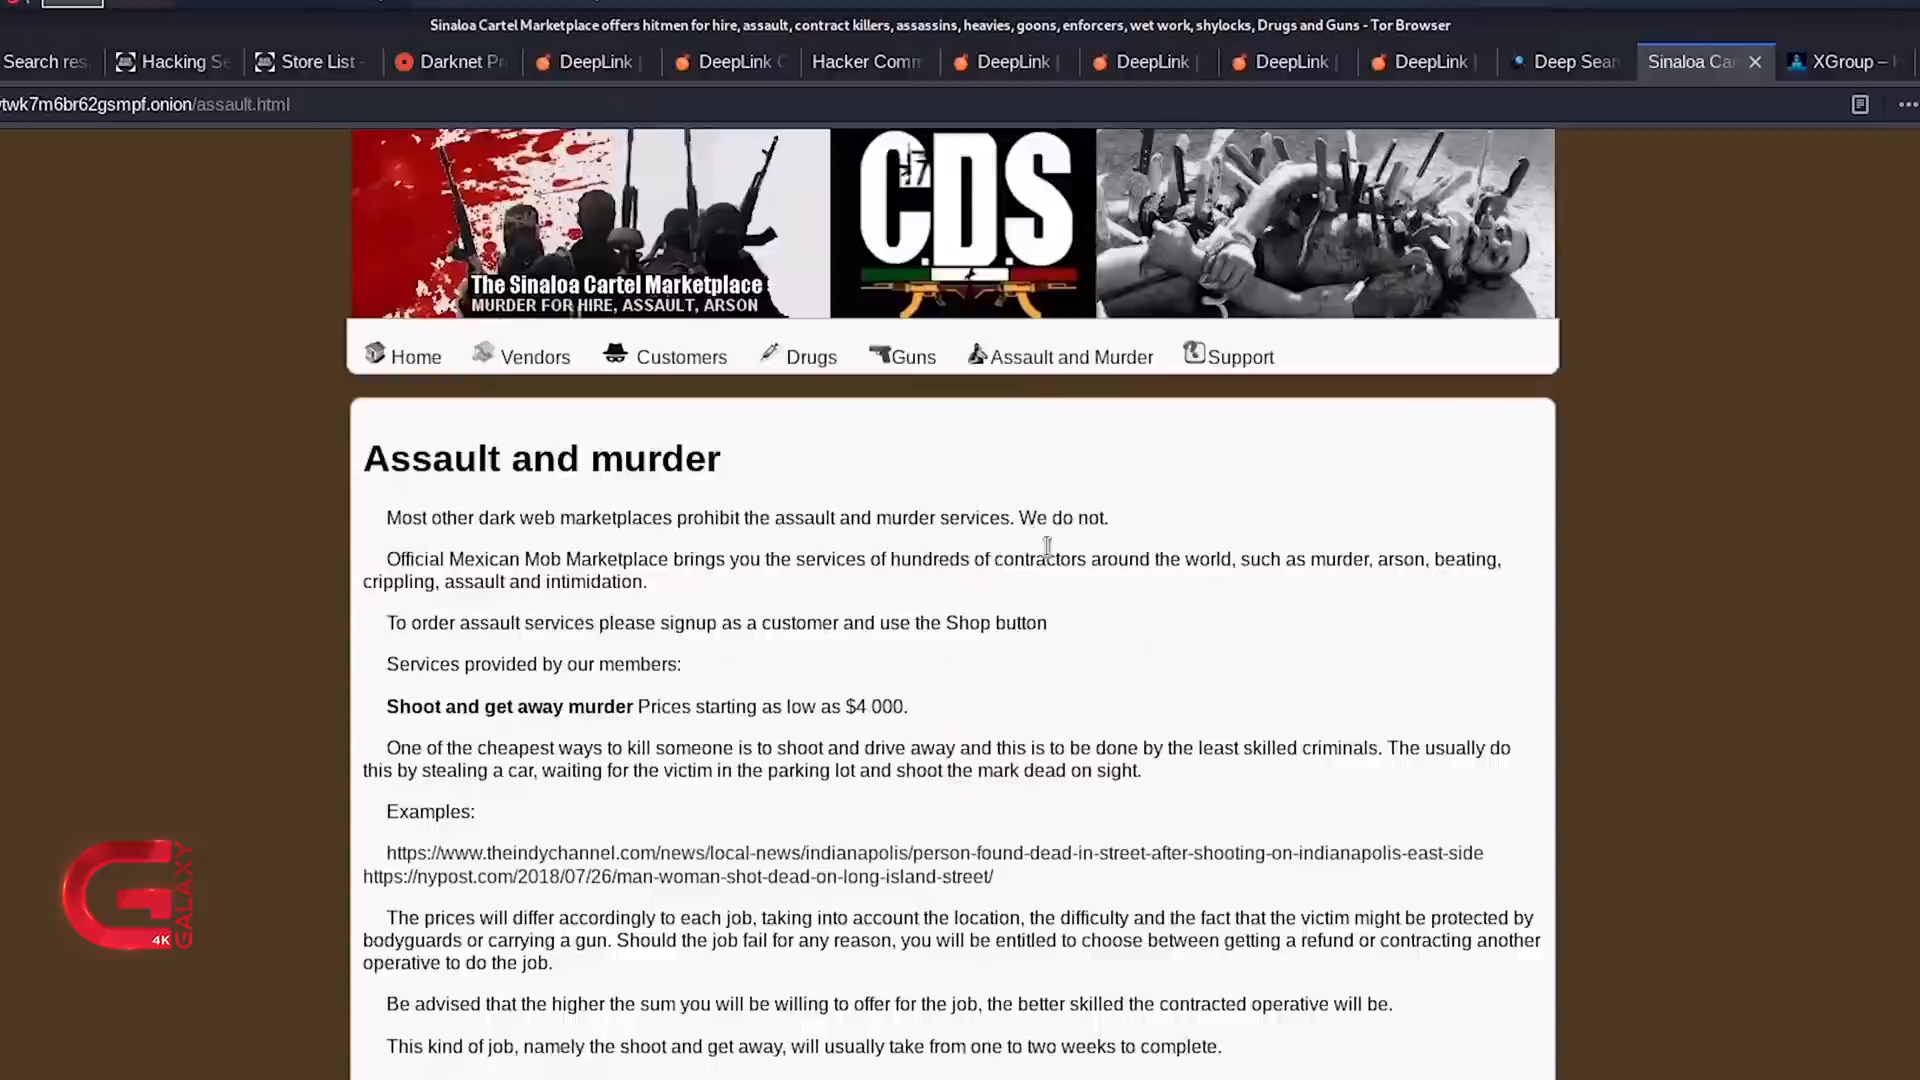 Sinaloa Cartel Marketplace offers hitmen for hire, assault, contract killers, assassins, heavies, goons, enforcers, wet work, shylocks, Drugs and Guns - Tor Browser
Search res Hacking Se Store List - Darknet Pr DeepLink DeepLink C Hacker Comm DeepLink DeepLink DeepLink DeepLink Deep Sear Sinaloa Ca XGroup –
twk7m6br62gsmpf.onion/assault.html
C.D.S
The Sinaloa Cartel Marketplace
MURDER FOR HIRE, ASSAULT, ARSON
Home Vendors Customers Drugs Guns Assault and Murder Support
Assault and murder
Most other dark web marketplaces prohibit the assault and murder services. We do not.
Official Mexican Mob Marketplace brings you the services of hundreds of contractors around the world, such as murder, arson, beating,
crippling, assault and intimidation.
To order assault services please signup as a customer and use the Shop button
Services provided by our members:
Shoot and get away murder Prices starting as low as $4 000.
One of the cheapest ways to kill someone is to shoot and drive away and this is to be done by the least skilled criminals. The usually do
this by stealing a car, waiting for the victim in the parking lot and shoot the mark dead on sight.
Examples:
https://www.theindychannel.com/news/local-news/indianapolis/person-found-dead-in-street-after-shooting-on-indianapolis-east-side
https://nypost.com/2018/07/26/man-woman-shot-dead-on-long-island-street/
The prices will differ accordingly to each job, taking into account the location, the difficulty and the fact that the victim might be protected by
bodyguards or carrying a gun. Should the job fail for any reason, you will be entitled to choose between getting a refund or contracting another
operative to do the job.
Be advised that the higher the sum you will be willing to offer for the job, the better skilled the contracted operative will be.
This kind of job, namely the shoot and get away, will usually take from one to two weeks to complete.
G GALAXY
4K